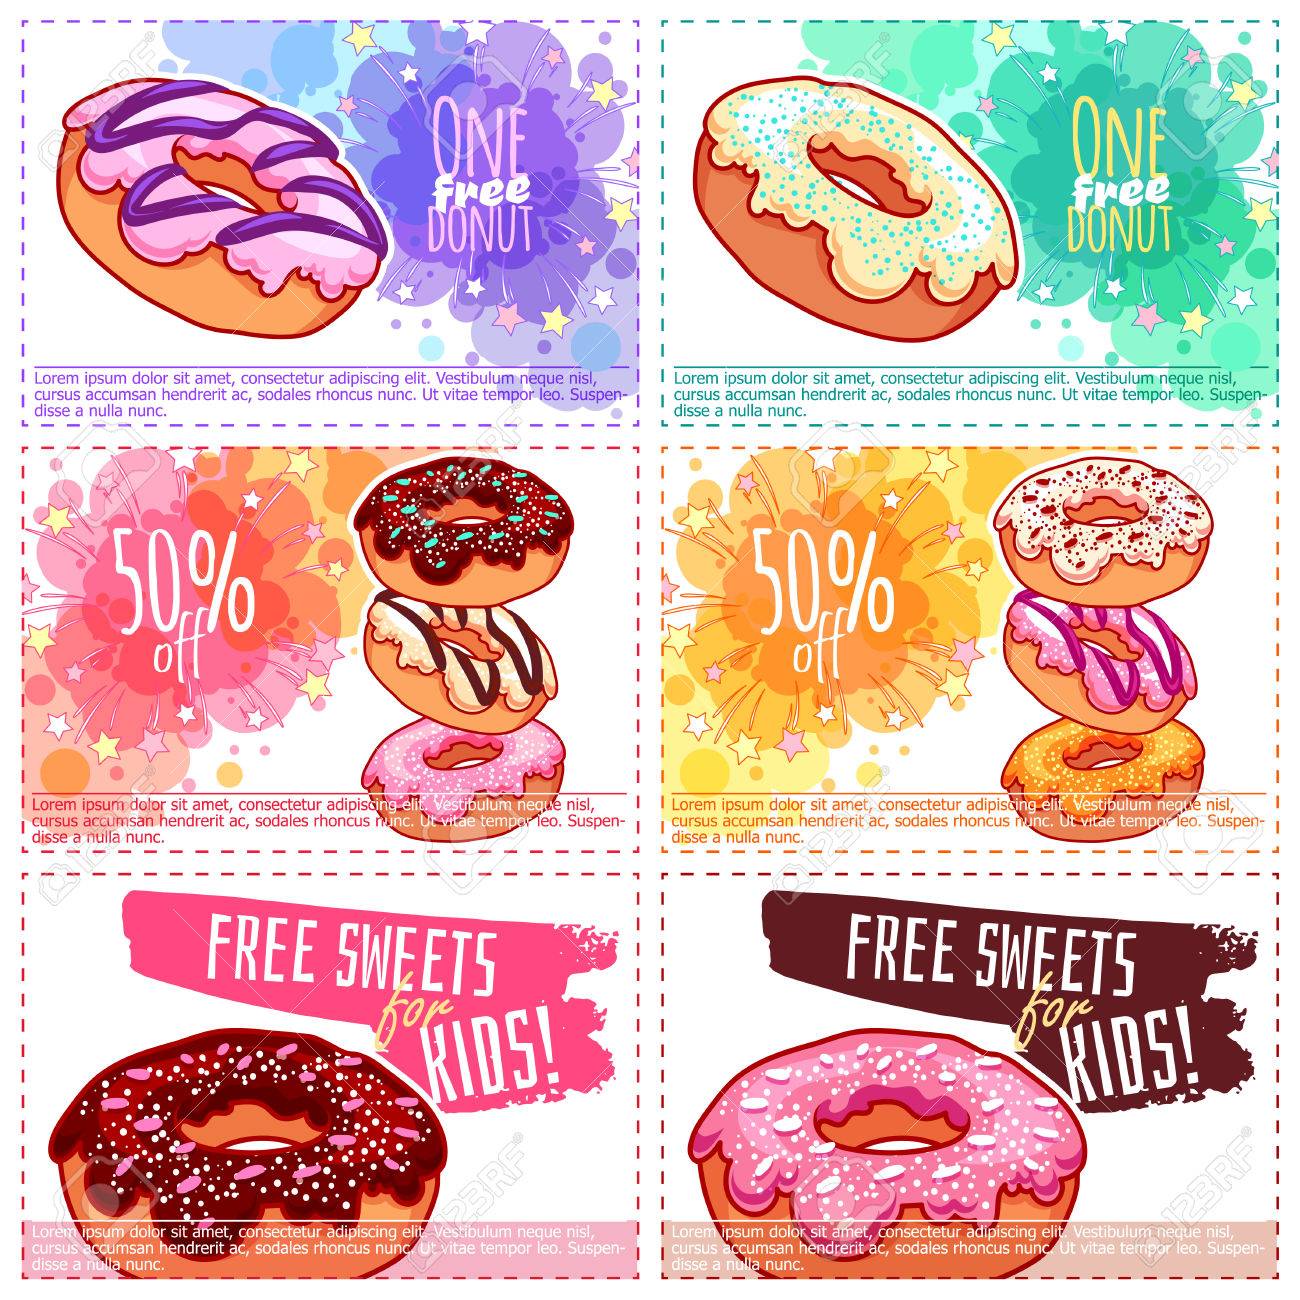 ONE
free
DONUT
Lorem ipsum dolor sit amet, consectetur adipiscing elit. Vestibulum neque nisl,
cursus accumsan hendrerit ac, sodales rhoncus nunc. Ut vitae tempor leo. Suspen-
disse a nulla nunc.
ONE
free
DONUT
Lorem ipsum dolor sit amet, consectetur adipiscing elit. Vestibulum neque nisl,
cursus accumsan hendrerit ac, sodales rhoncus nunc. Ut vitae tempor leo. Suspen-
disse a nulla nunc.
50%
off
Lorem ipsum dolor sit amet, consectetur adipiscing elit. Vestibulum neque nisl,
cursus accumsan hendrerit ac, sodales rhoncus nunc. Ut vitae tempor leo. Suspen-
disse a nulla nunc.
50%
off
Lorem ipsum dolor sit amet, consectetur adipiscing elit. Vestibulum neque nisl,
cursus accumsan hendrerit ac, sodales rhoncus nunc. Ut vitae tempor leo. Suspen-
disse a nulla nunc.
FREE SWEETS
for
KIDS!
Lorem ipsum dolor sit amet, consectetur adipiscing elit. Vestibulum neque nisl,
cursus accumsan hendrerit ac, sodales rhoncus nunc. Ut vitae tempor leo. Suspen-
disse a nulla nunc.
FREE SWEETS
for
KIDS!
Lorem ipsum dolor sit amet, consectetur adipiscing elit. Vestibulum neque nisl,
cursus accumsan hendrerit ac, sodales rhoncus nunc. Ut vitae tempor leo. Suspen-
disse a nulla nunc.
123RF